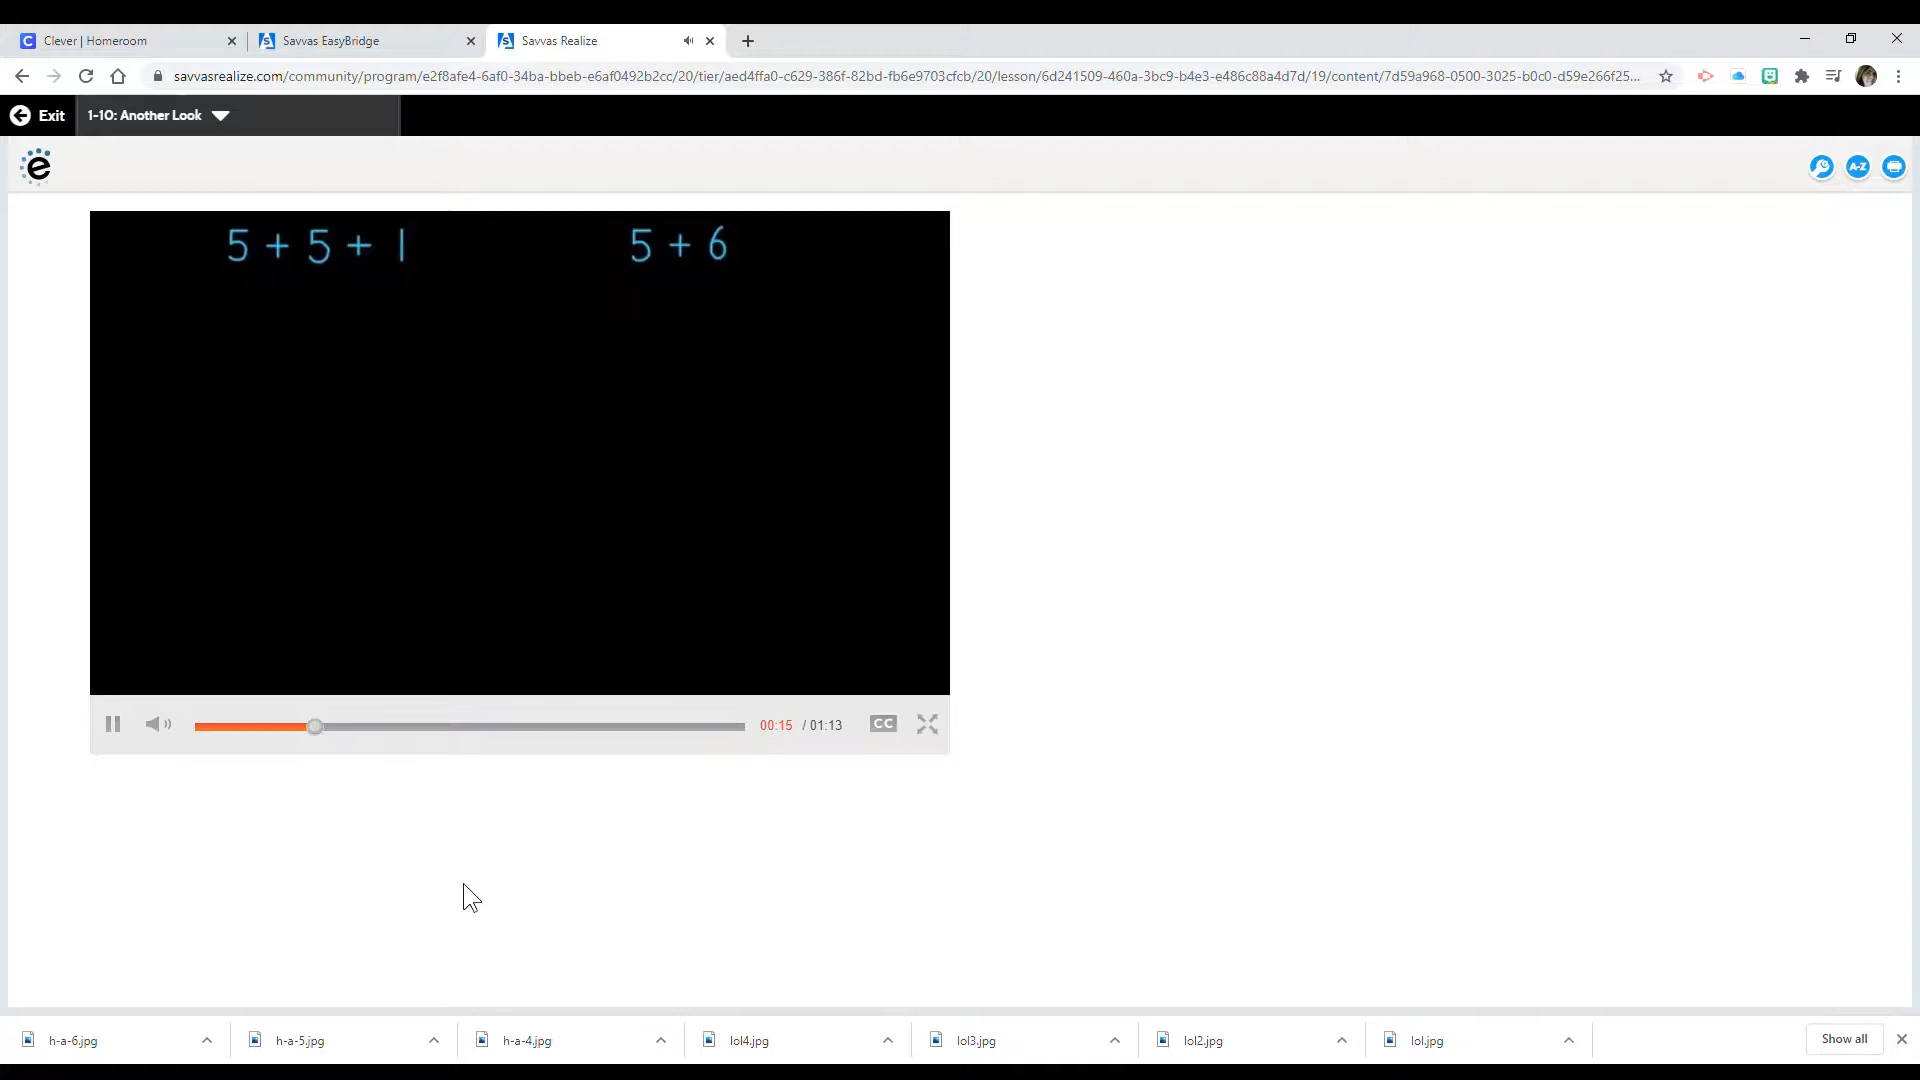 Clever | Homeroom
Savvas EasyBridge
Savvas Realize
savvasrealize.com/community/program/e2f8afe4-6af0-34ba-bbeb-e6af0492b2cc/20/tier/aed4ffa0-c629-386f-82bd-fb6e9703cfcb/20/lesson/6d241509-460a-3bc9-b4e3-e486c88a4d7d/19/content/7d59a968-0500-3025-b0c0-d59e266f25...
Exit
1-10: Another Look
e
A-Z
5 + 5 + 1
5 + 6
00:15 / 01:13
CC
h-a-6.jpg
h-a-5.jpg
h-a-4.jpg
lol4.jpg
lol3.jpg
lol2.jpg
lol.jpg
Show all